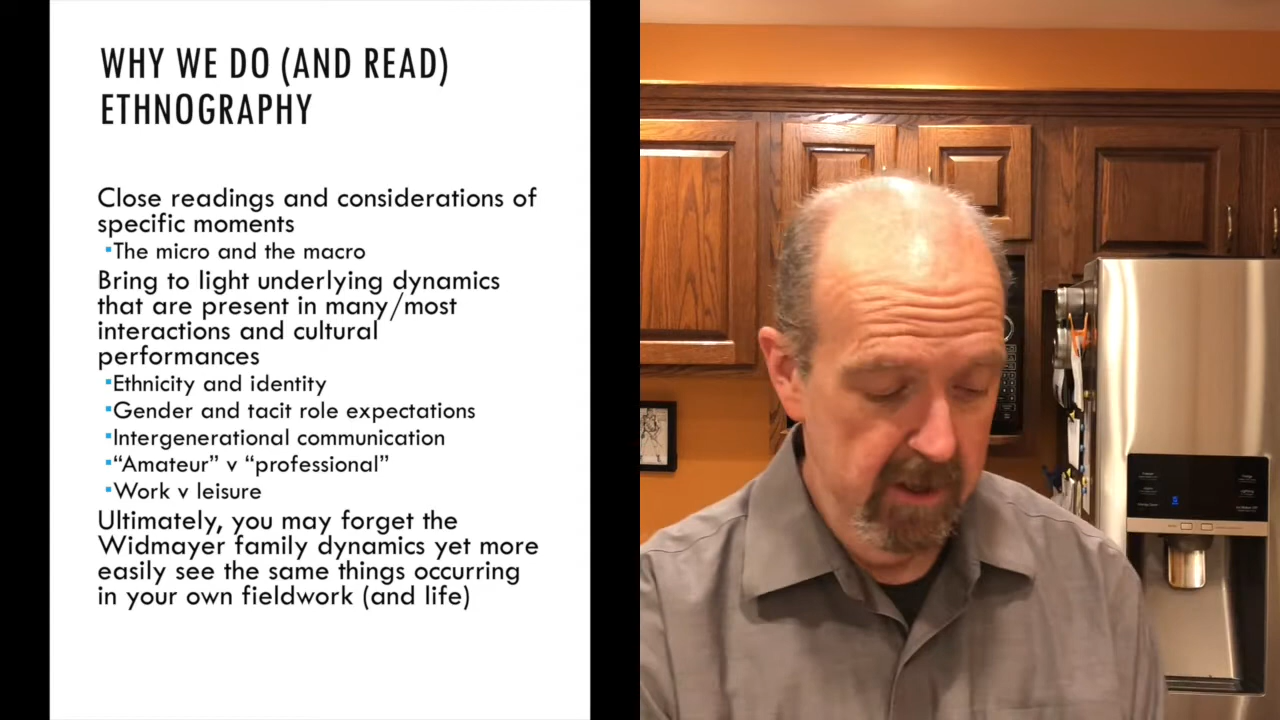 WHY WE DO (AND READ)
ETHNOGRAPHY
Close readings and considerations of
specific moments
▪The micro and the macro
Bring to light underlying dynamics
that are present in many/most
interactions and cultural
performances
▪Ethnicity and identity
▪Gender and tacit role expectations
▪Intergenerational communication
▪“Amateur” v “professional”
▪Work v leisure
Ultimately, you may forget the
Widmayer family dynamics yet more
easily see the same things occurring
in your own fieldwork (and life)